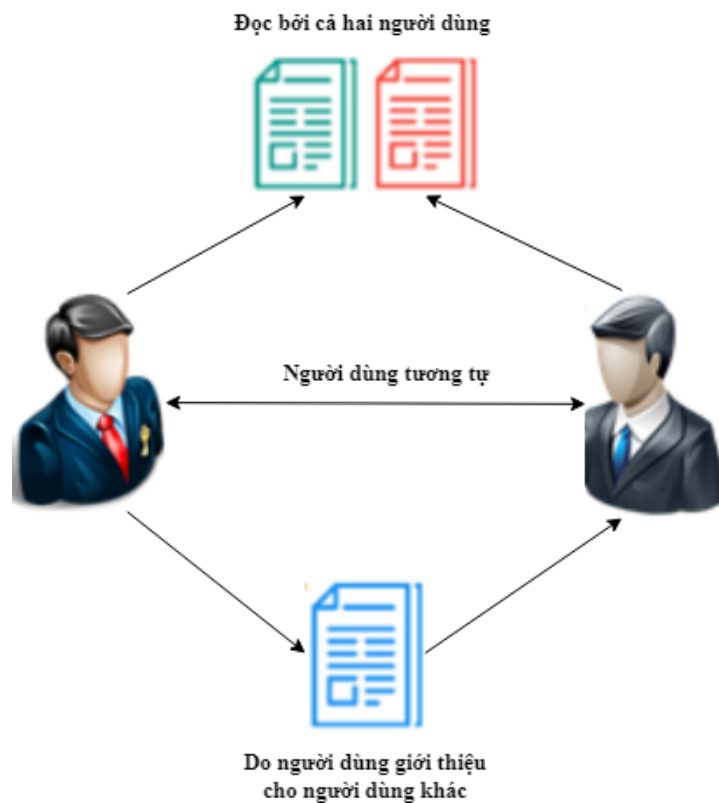 Đọc bởi cả hai người dùng
Người dùng tương tự
Do người dùng giới thiệu
cho người dùng khác